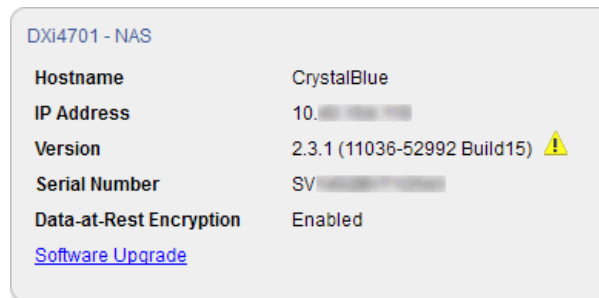 DXi4701 - NAS
Hostname CrystalBlue
IP Address 10.
Version 2.3.1 (11036-52992 Build15)
Serial Number SV
Data-at-Rest Encryption Enabled
Software Upgrade